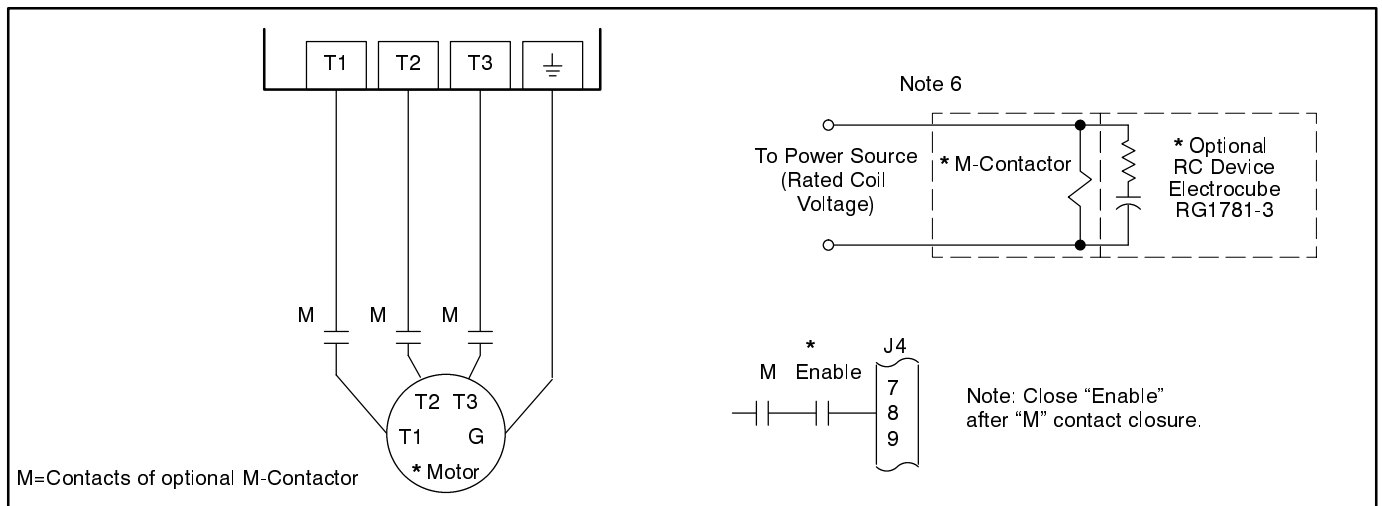 T1 T2 T3
Note 6
To Power Source
(Rated Coil
Voltage)
* M-Contactor
* Optional
RC Device
Electrocube
RG1781-3
M M M
T2 T3
T1 G
* Motor
M=Contacts of optional M-Contactor
*
M Enable
J4
7
8
9
Note: Close “Enable”
after “M” contact closure.